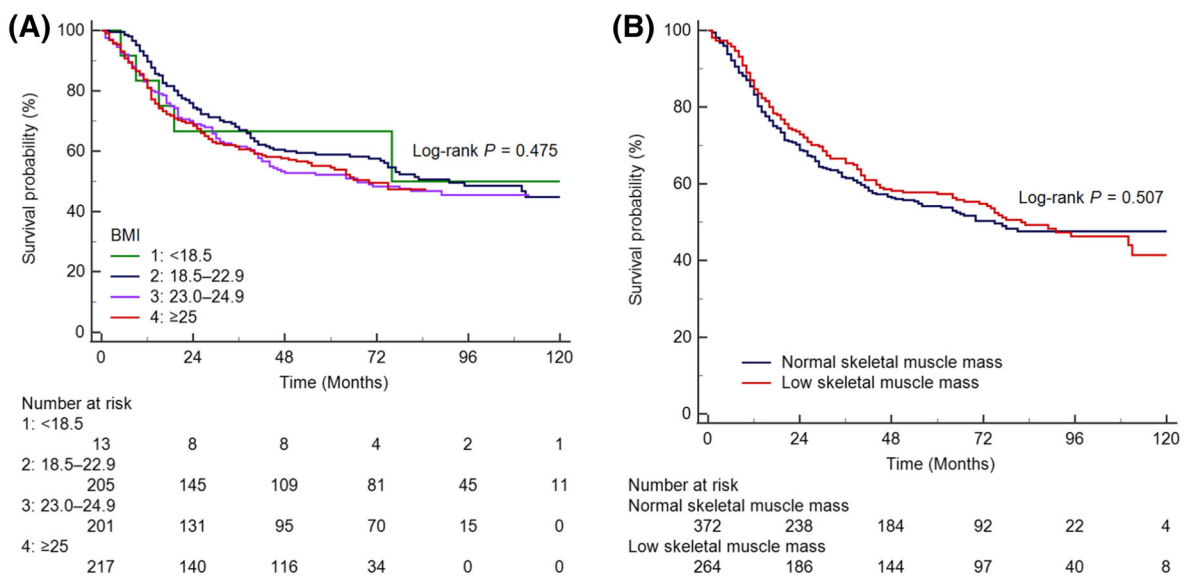 (A)
100
80
60
40
20
0
Survival probability (%)
Log-rank P = 0.475
BMI
1: <18.5
2: 18.5–22.9
3: 23.0–24.9
4: ≥25
0 24 48 72 96 120
Time (Months)
Number at risk
1: <18.5
13 8 8 4 2 1
2: 18.5–22.9
205 145 109 81 45 11
3: 23.0–24.9
201 131 95 70 15 0
4: ≥25
217 140 116 34 0 0
(B)
100
80
60
40
20
0
Survival probability (%)
Log-rank P = 0.507
Normal skeletal muscle mass
Low skeletal muscle mass
0 24 48 72 96 120
Time (Months)
Number at risk
Normal skeletal muscle mass
372 238 184 92 22 4
Low skeletal muscle mass
264 186 144 97 40 8